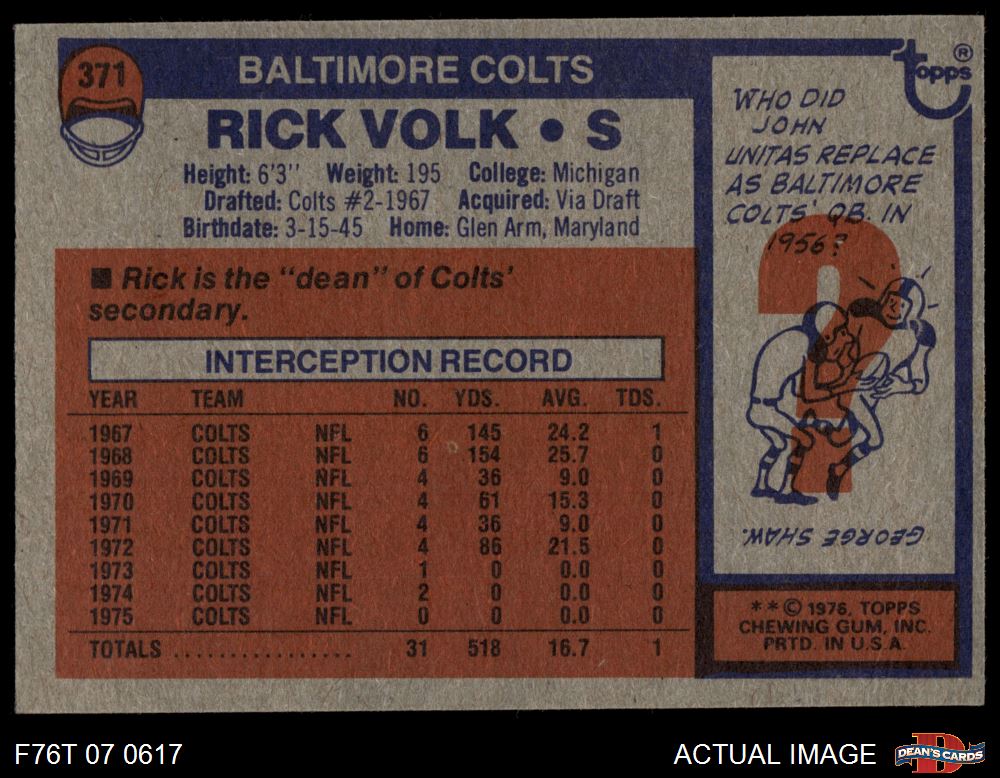 371
BALTIMORE COLTS
RICK VOLK • S
Height: 6'3" Weight: 195 College: Michigan
Drafted: Colts #2-1967 Acquired: Via Draft
Birthdate: 3-15-45 Home: Glen Arm, Maryland
■ Rick is the "dean" of Colts'
secondary.
INTERCEPTION RECORD
YEAR TEAM NO. YDS. AVG. TDS.
1967 COLTS NFL 6 145 24.2 1
1968 COLTS NFL 6 154 25.7 0
1969 COLTS NFL 4 36 9.0 0
1970 COLTS NFL 4 61 15.3 0
1971 COLTS NFL 4 36 9.0 0
1972 COLTS NFL 4 86 21.5 0
1973 COLTS NFL 1 0 0.0 0
1974 COLTS NFL 2 0 0.0 0
1975 COLTS NFL 0 0 0.0 0
TOTALS ................ 31 518 16.7 1
topps®
WHO DID
JOHN
UNITAS REPLACE
AS BALTIMORE
COLTS' QB. IN
1956?
?
GEORGE SHAW.
**© 1976, TOPPS
CHEWING GUM, INC.
PRTD. IN U.S.A.
F76T 07 0617
ACTUAL IMAGE
D
DEAN'S CARDS